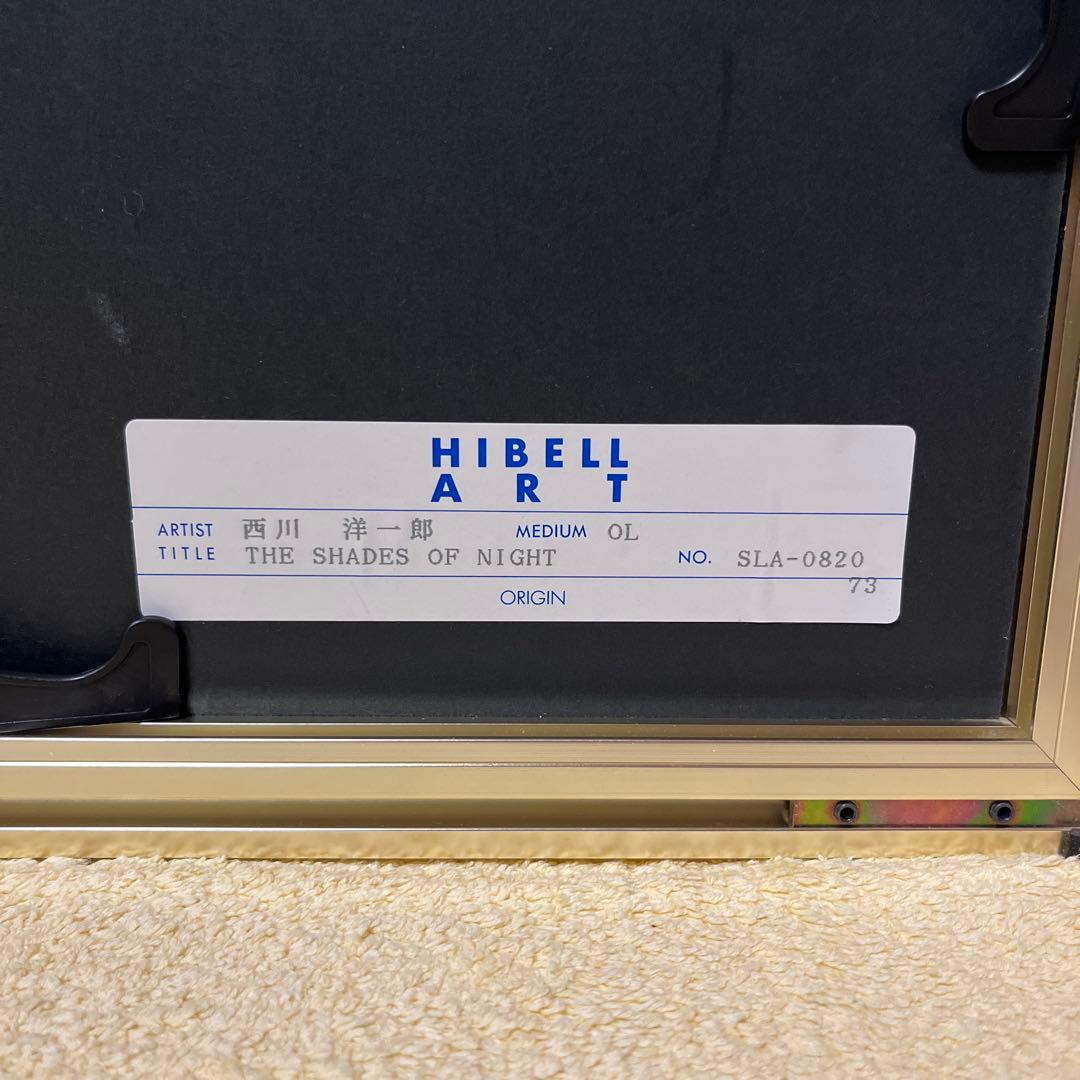 HIBELL
ART
ARTIST 西川 洋一郎 MEDIUM OL
TITLE THE SHADES OF NIGHT NO. SLA-0820
73
ORIGIN